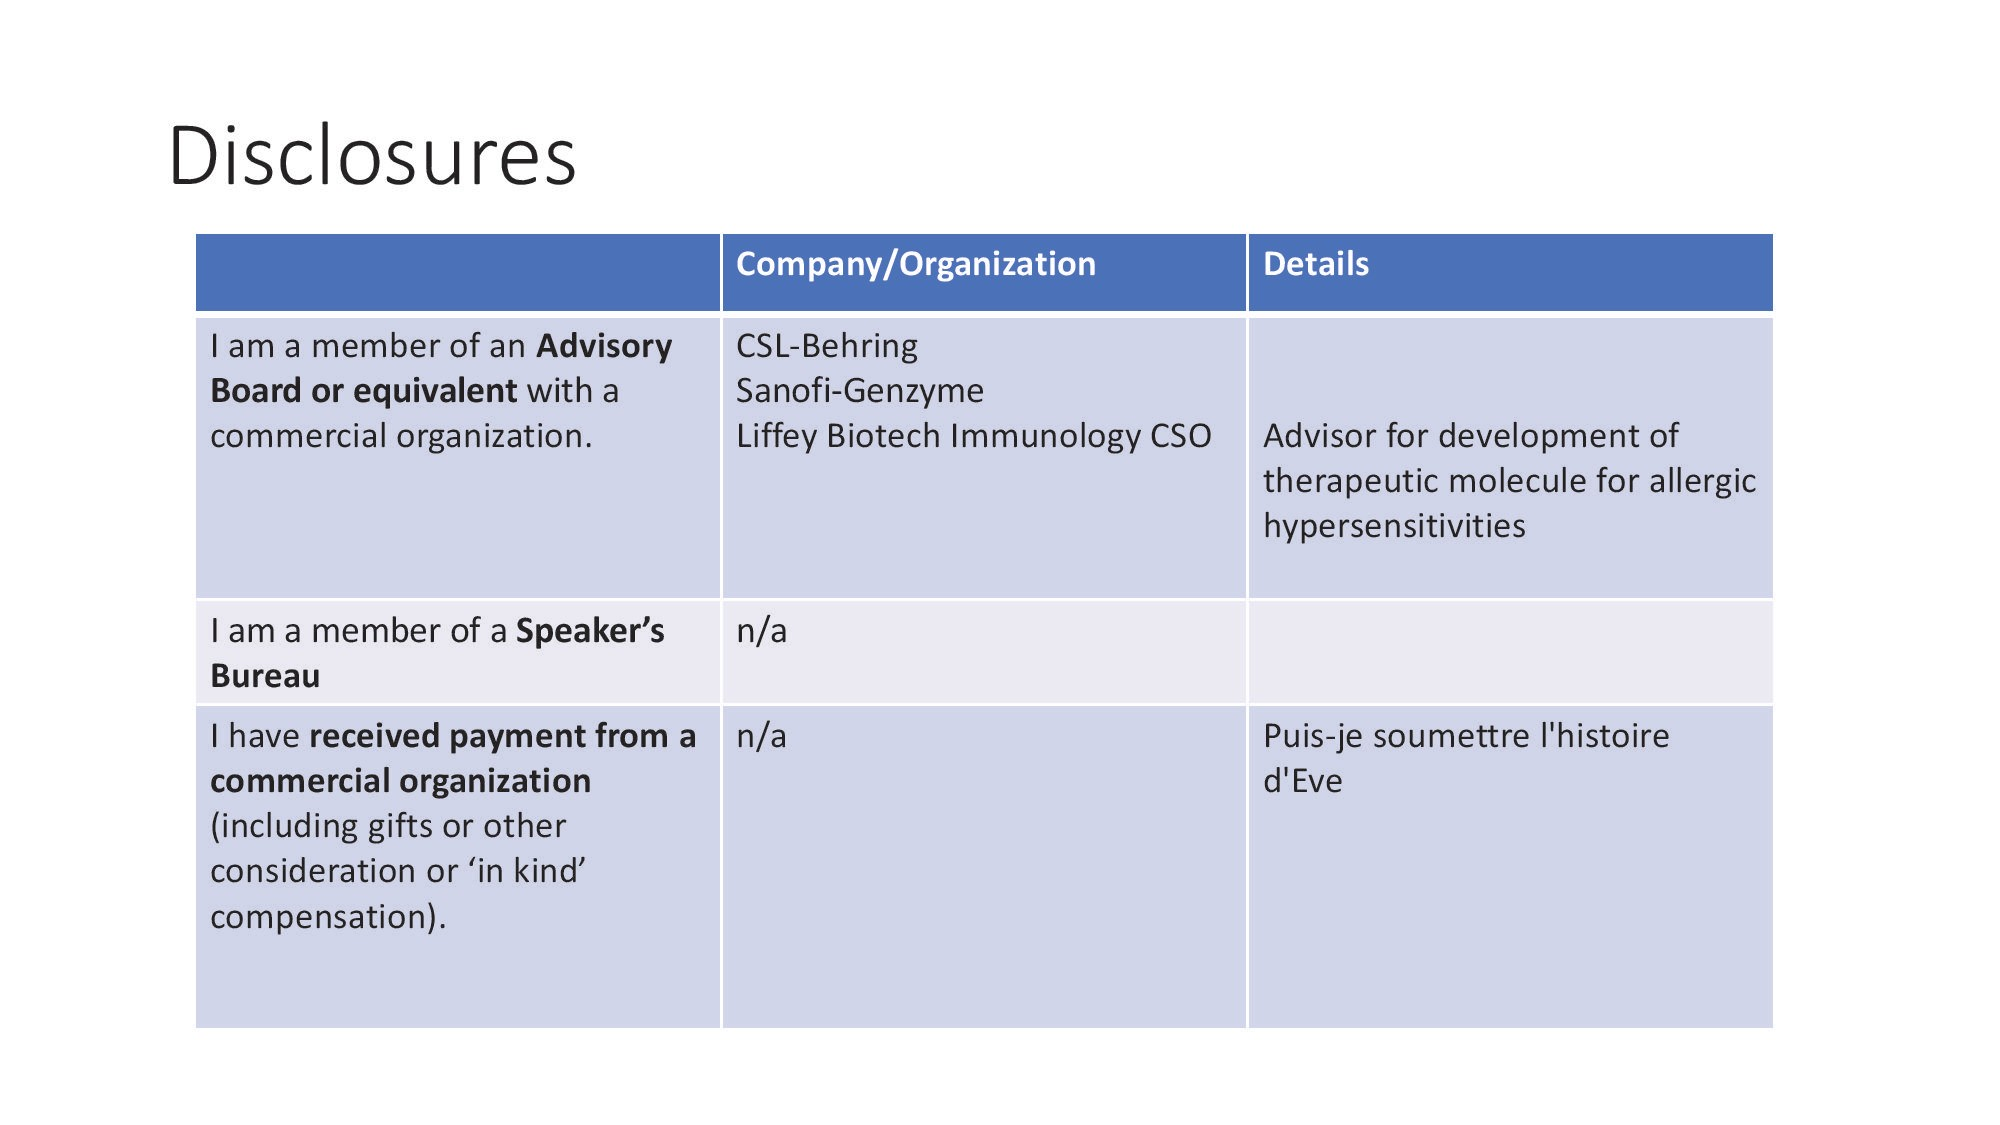 Disclosures
Company/Organization
Details
I am a member of an Advisory
Board or equivalent with a
commercial organization.
CSL-Behring
Sanofi-Genzyme
Liffey Biotech Immunology CSO
Advisor for development of
therapeutic molecule for allergic
hypersensitivities
I am a member of a Speaker’s
Bureau
n/a
I have received payment from a
commercial organization
(including gifts or other
consideration or ‘in kind’
compensation).
n/a
Puis-je soumettre l'histoire
d'Eve